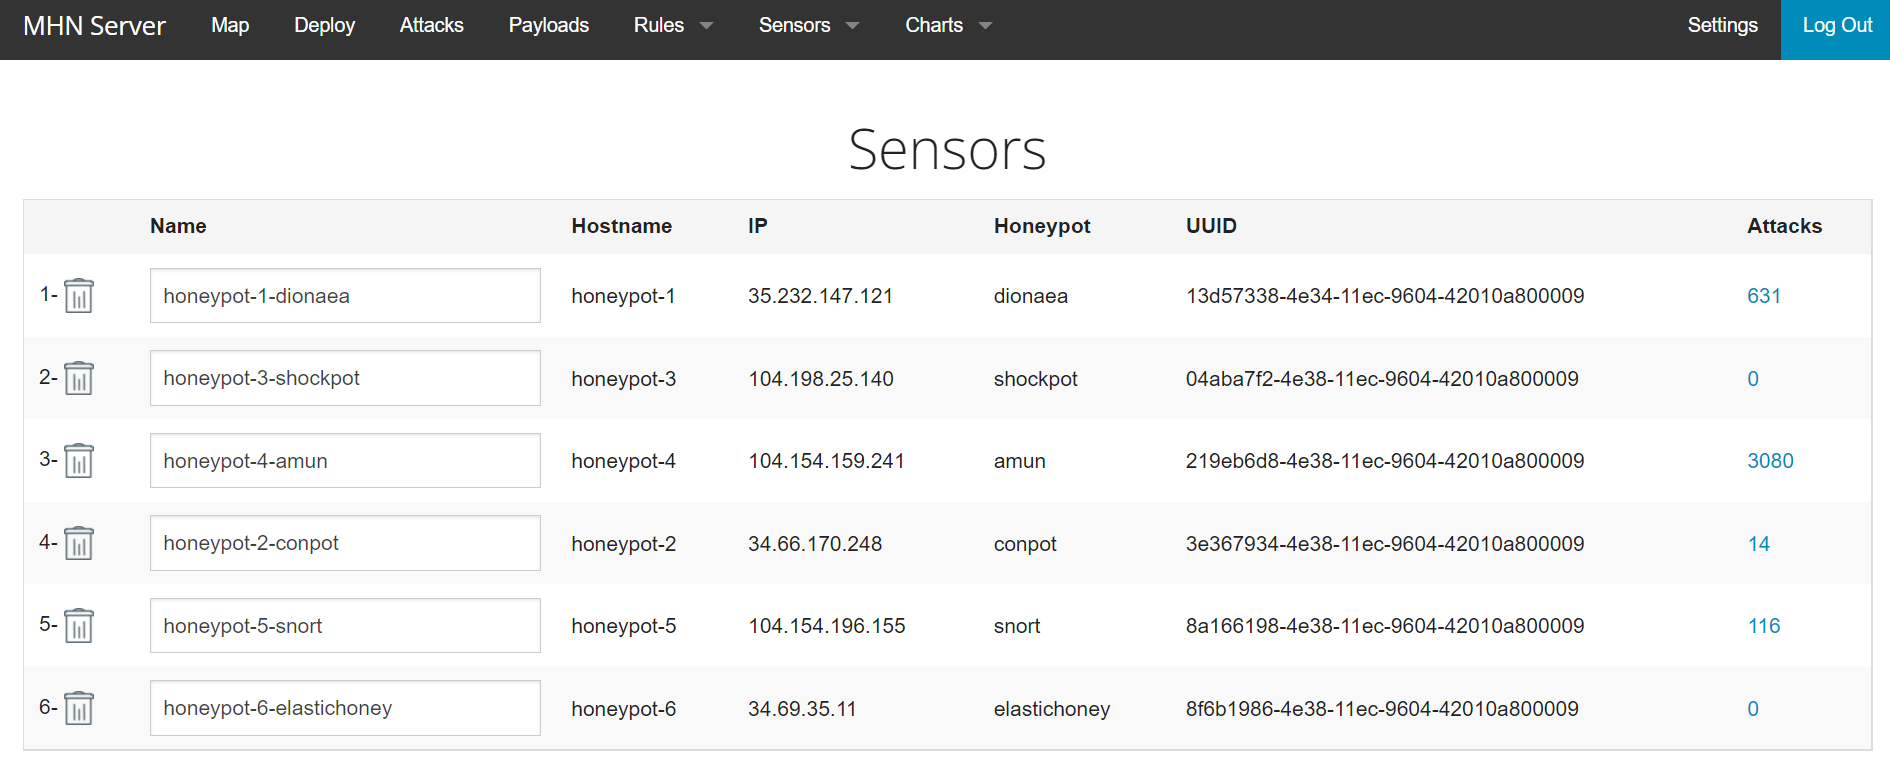 MHN Server Map Deploy Attacks Payloads Rules Sensors Charts Settings Log Out
Sensors
Name Hostname IP Honeypot UUID Attacks
1- honeypot-1-dionaea honeypot-1 35.232.147.121 dionaea 13d57338-4e34-11ec-9604-42010a800009 631
2- honeypot-3-shockpot honeypot-3 104.198.25.140 shockpot 04aba7f2-4e38-11ec-9604-42010a800009 0
3- honeypot-4-amun honeypot-4 104.154.159.241 amun 219eb6d8-4e38-11ec-9604-42010a800009 3080
4- honeypot-2-conpot honeypot-2 34.66.170.248 conpot 3e367934-4e38-11ec-9604-42010a800009 14
5- honeypot-5-snort honeypot-5 104.154.196.155 snort 8a166198-4e38-11ec-9604-42010a800009 116
6- honeypot-6-elastichoney honeypot-6 34.69.35.11 elastichoney 8f6b1986-4e38-11ec-9604-42010a800009 0